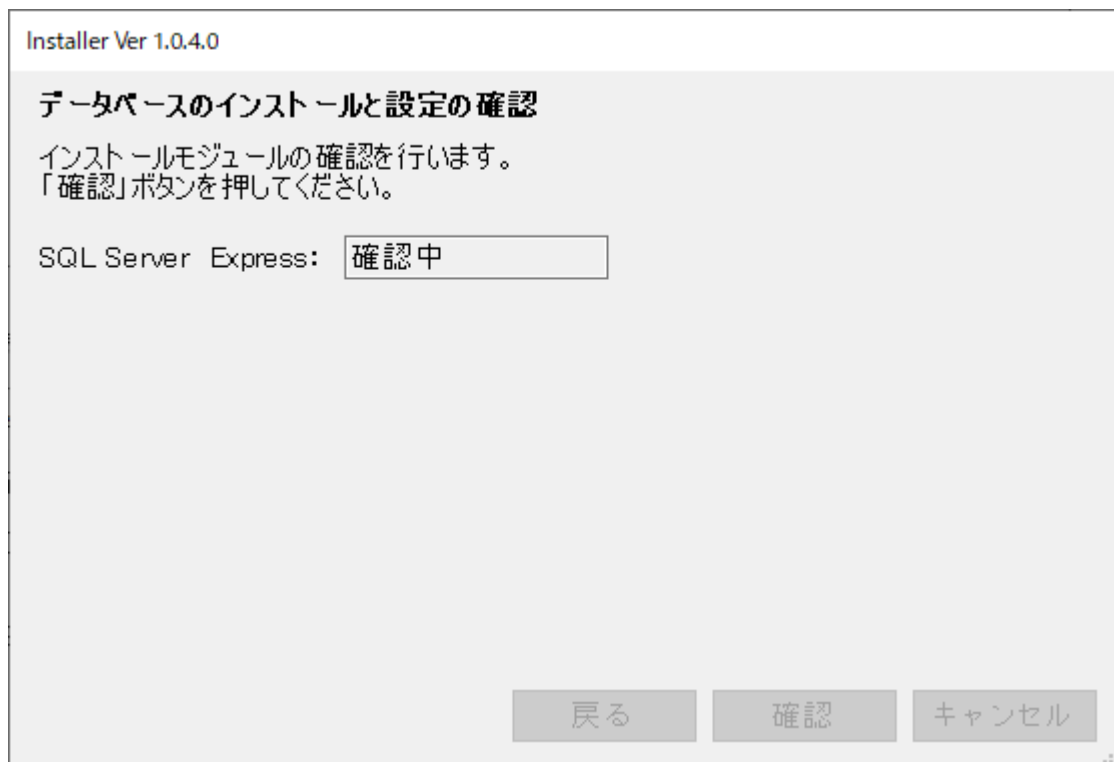 Installer Ver 1.0.4.0
データベースのインストールと設定の確認
インストールモジュールの確認を行います。
「確認」ボタンを押してください。
SQL Server Express: 確認中
戻る 確認 キャンセル